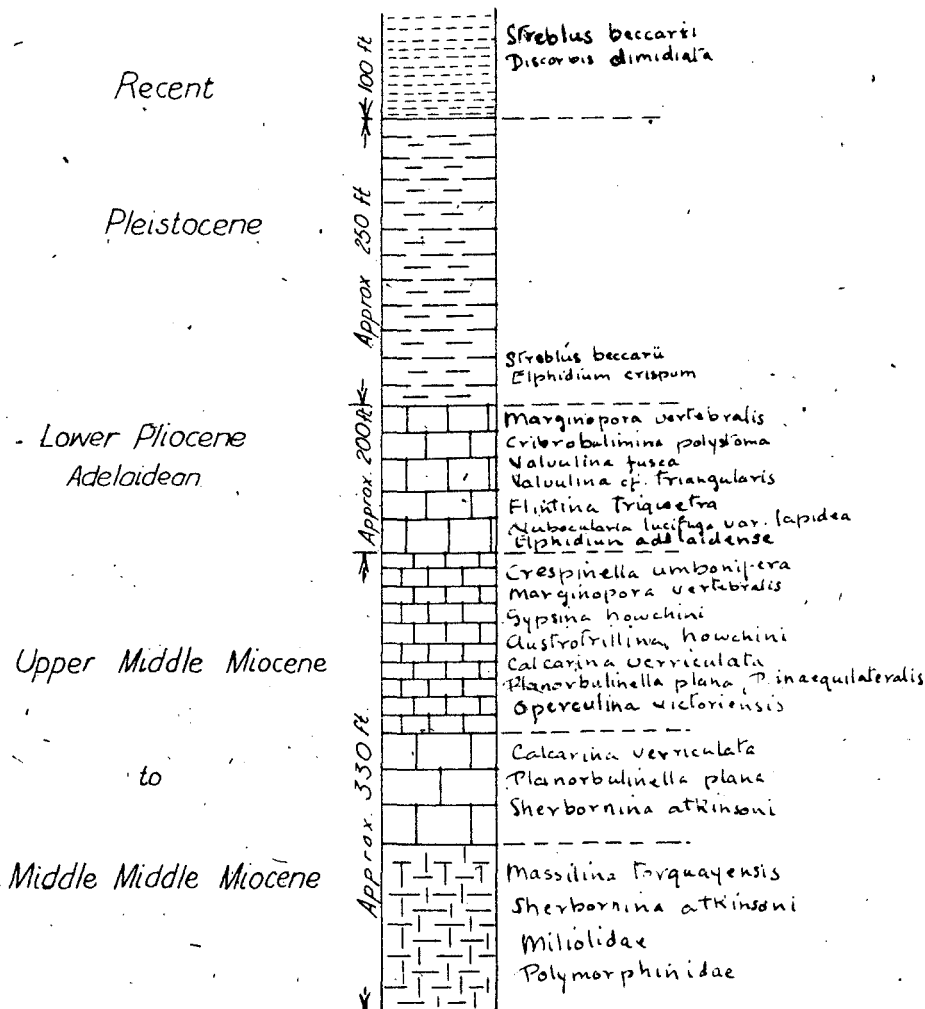 Recent
100 ft
Streblus beccarii
Discorbis dimidiata
Pleistocene
Approx 250 ft
Streblus beccarii
Elphidium crispum
Lower Pliocene
Adelaidean
Approx. 200ft
Marginopora vertebralis
Cribrobulimina polystoma
Valvulina fusca
Valvulina cf. triangularis
Flintina triquetra
Nubecularia lucifuga var. lapidea
Elphidium adelaidense
Upper Middle Miocene
to
Middle Middle Miocene
Approx. 330 ft.
Crespinella umbonifera
Marginopora vertebralis
Gypsina howchini
Austrotrillina howchini
Calcarina verriculata
Planorbulinella plana, P. inaequilateralis
Operculina victoriensis
Calcarina verriculata
Planorbulinella plana
Sherbornina atkinsoni
Massilina torquayensis
Sherbornina atkinsoni
Miliolidae
Polymorphinidae